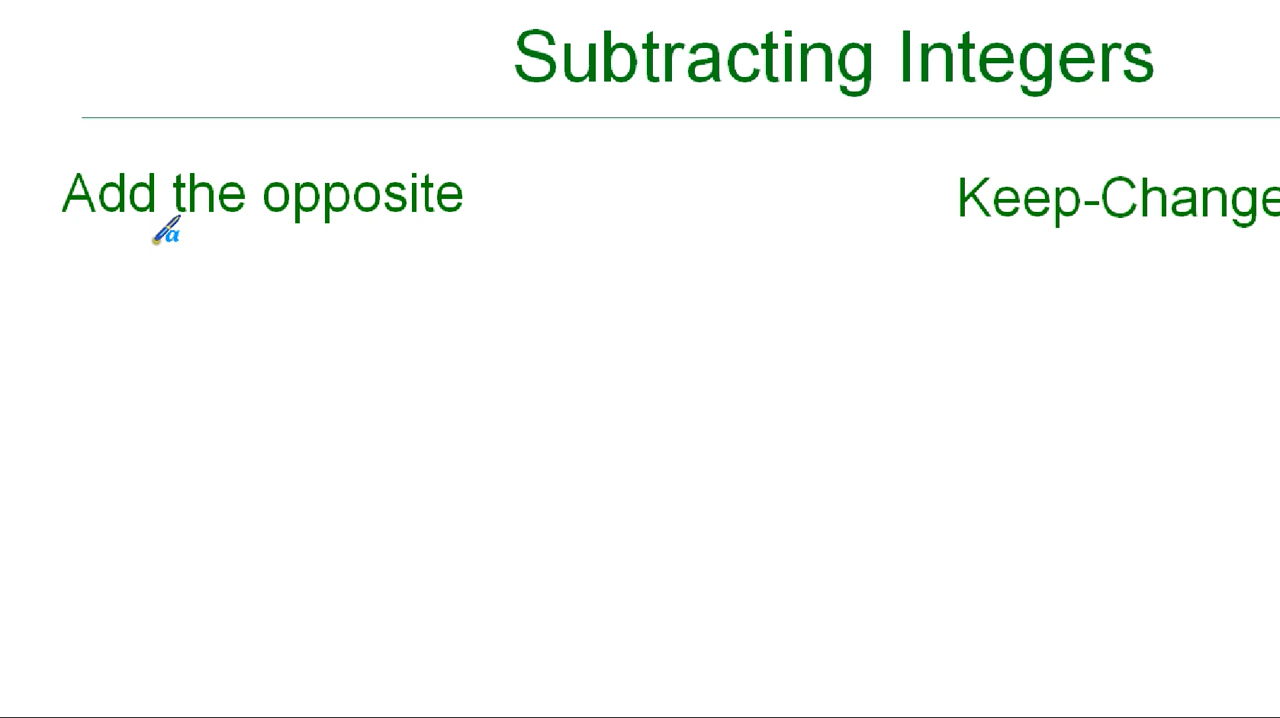 Subtracting Integers
Add the opposite
Keep-Change